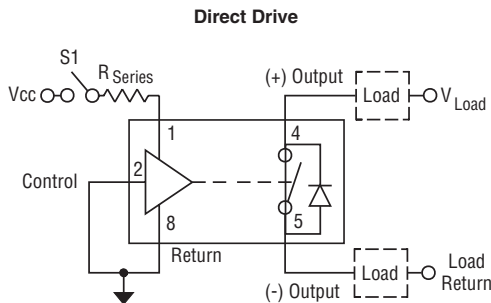 Direct Drive
S1
R Series
Vcc
(+) Output
Load
V Load
1
4
2
Control
8
5
Return
(-) Output
Load
Load
Return